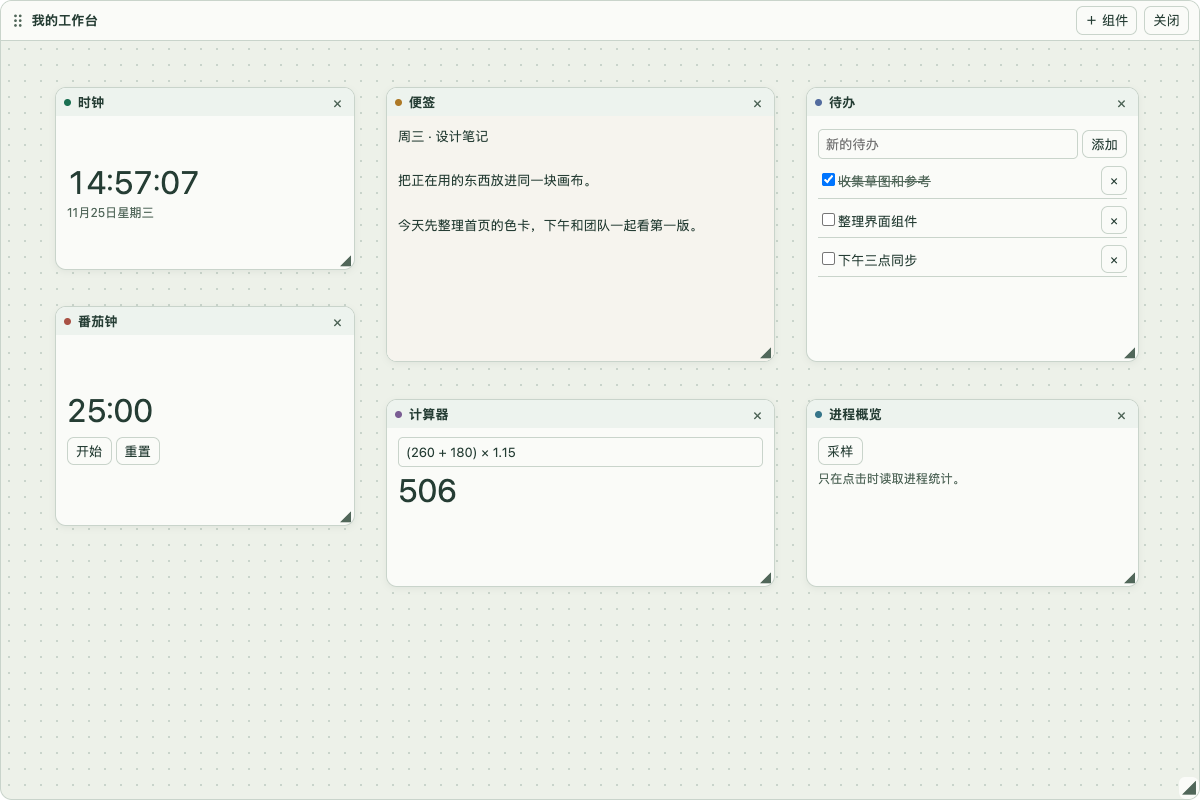 我的工作台
+ 组件
关闭
时钟
×
14:57:07
11月25日星期三
番茄钟
×
25:00
开始
重置
便签
×
周三 · 设计笔记
把正在用的东西放进同一块画布。
今天先整理首页的色卡，下午和团队一起看第一版。
计算器
×
(260 + 180) × 1.15
506
待办
×
新的待办
添加
收集草图和参考
×
整理界面组件
×
下午三点同步
×
进程概览
×
采样
只在点击时读取进程统计。